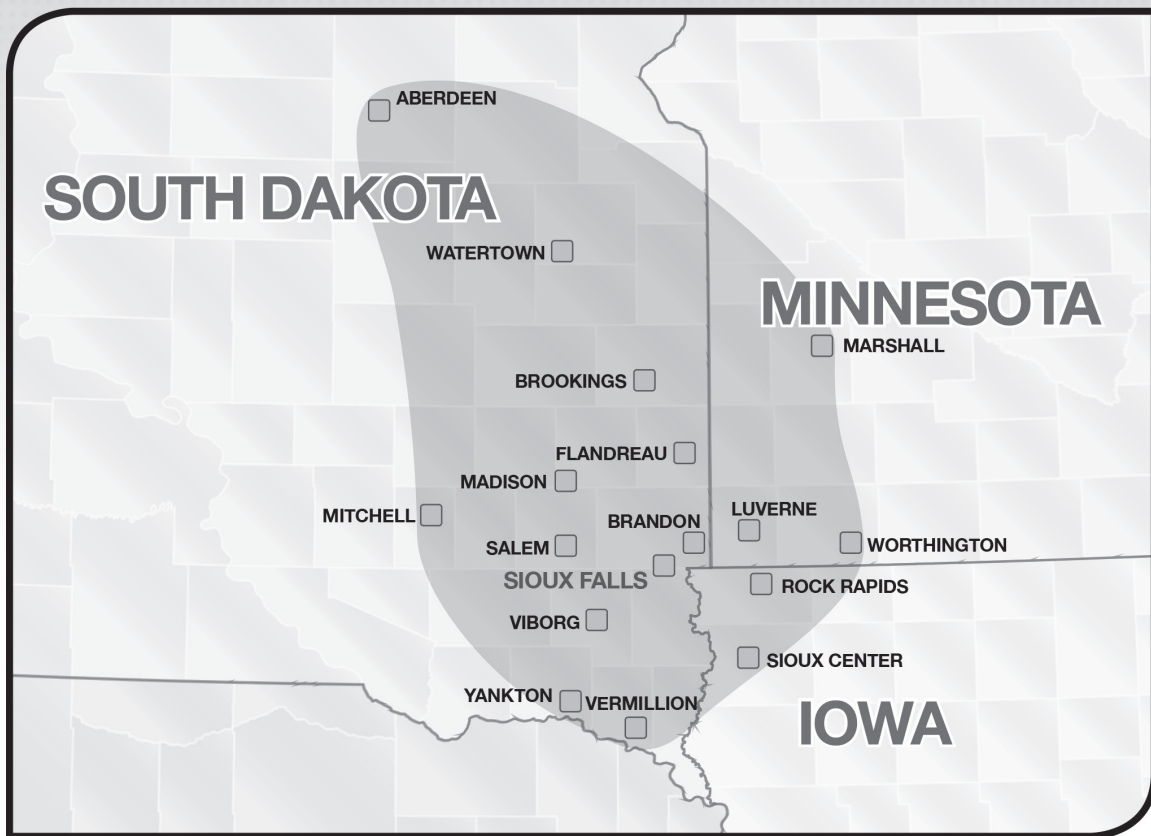 ABERDEEN
SOUTH DAKOTA
WATERTOWN
MINNESOTA
MARSHALL
BROOKINGS
FLANDREAU
MADISON
MITCHELL
LUVERNE
BRANDON
WORTHINGTON
SALEM
SIOUX FALLS
ROCK RAPIDS
VIBORG
SIOUX CENTER
YANKTON
VERMILLION
IOWA